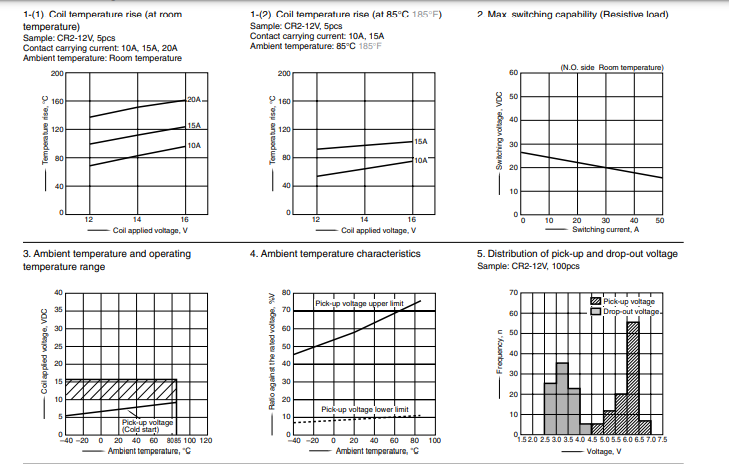 1-(1) Coil temperature rise (at room
temperature)
Sample: CR2-12V, 5pcs
Contact carrying current: 10A, 15A, 20A
Ambient temperature: Room temperature
200
160
120
80
40
0
Temperature rise, °C
20A
15A
10A
12 14 16
Coil applied voltage, V
1-(2) Coil temperature rise (at 85°C 185°F)
Sample: CR2-12V, 5pcs
Contact carrying current: 10A, 15A
Ambient temperature: 85°C 185°F
200
160
120
80
40
0
Temperature rise, °C
15A
10A
12 14 16
Coil applied voltage, V
2. Max. switching capability (Resistive load)
(N.O. side Room temperature)
60
50
40
30
20
10
0
Switching voltage, VDC
0 10 20 30 40 50
Switching current, A
3. Ambient temperature and operating
temperature range
40
35
30
25
20
15
10
5
0
Coil applied voltage, VDC
Pick-up voltage
(Cold start)
-40 -20 0 20 40 60 80 85 100 120
Ambient temperature, °C
4. Ambient temperature characteristics
80
70
60
50
40
30
20
10
0
Ratio against the rated voltage, %V
Pick-up voltage upper limit
Pick-up voltage lower limit
-40 -20 0 20 40 60 80 100
Ambient temperature, °C
5. Distribution of pick-up and drop-out voltage
Sample: CR2-12V, 100pcs
70
60
50
40
30
20
10
0
Frequency, n
Pick-up voltage
Drop-out voltage
1.5 2.0 2.5 3.0 3.5 4.0 4.5 5.0 5.5 6.0 6.5 7.0 7.5
Voltage, V